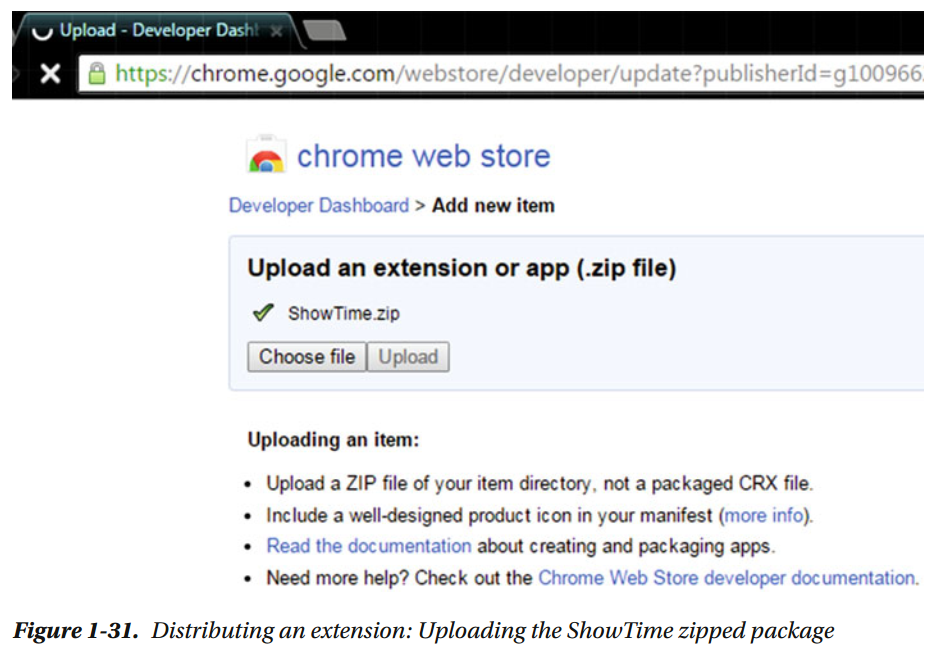 Upload - Developer Dash
https://chrome.google.com/webstore/developer/update?publisherId=g100966
chrome web store
Developer Dashboard > Add new item
Upload an extension or app (.zip file)
ShowTime.zip
Choose file Upload
Uploading an item:
• Upload a ZIP file of your item directory, not a packaged CRX file.
• Include a well-designed product icon in your manifest (more info).
• Read the documentation about creating and packaging apps.
• Need more help? Check out the Chrome Web Store developer documentation.
Figure 1-31. Distributing an extension: Uploading the ShowTime zipped package